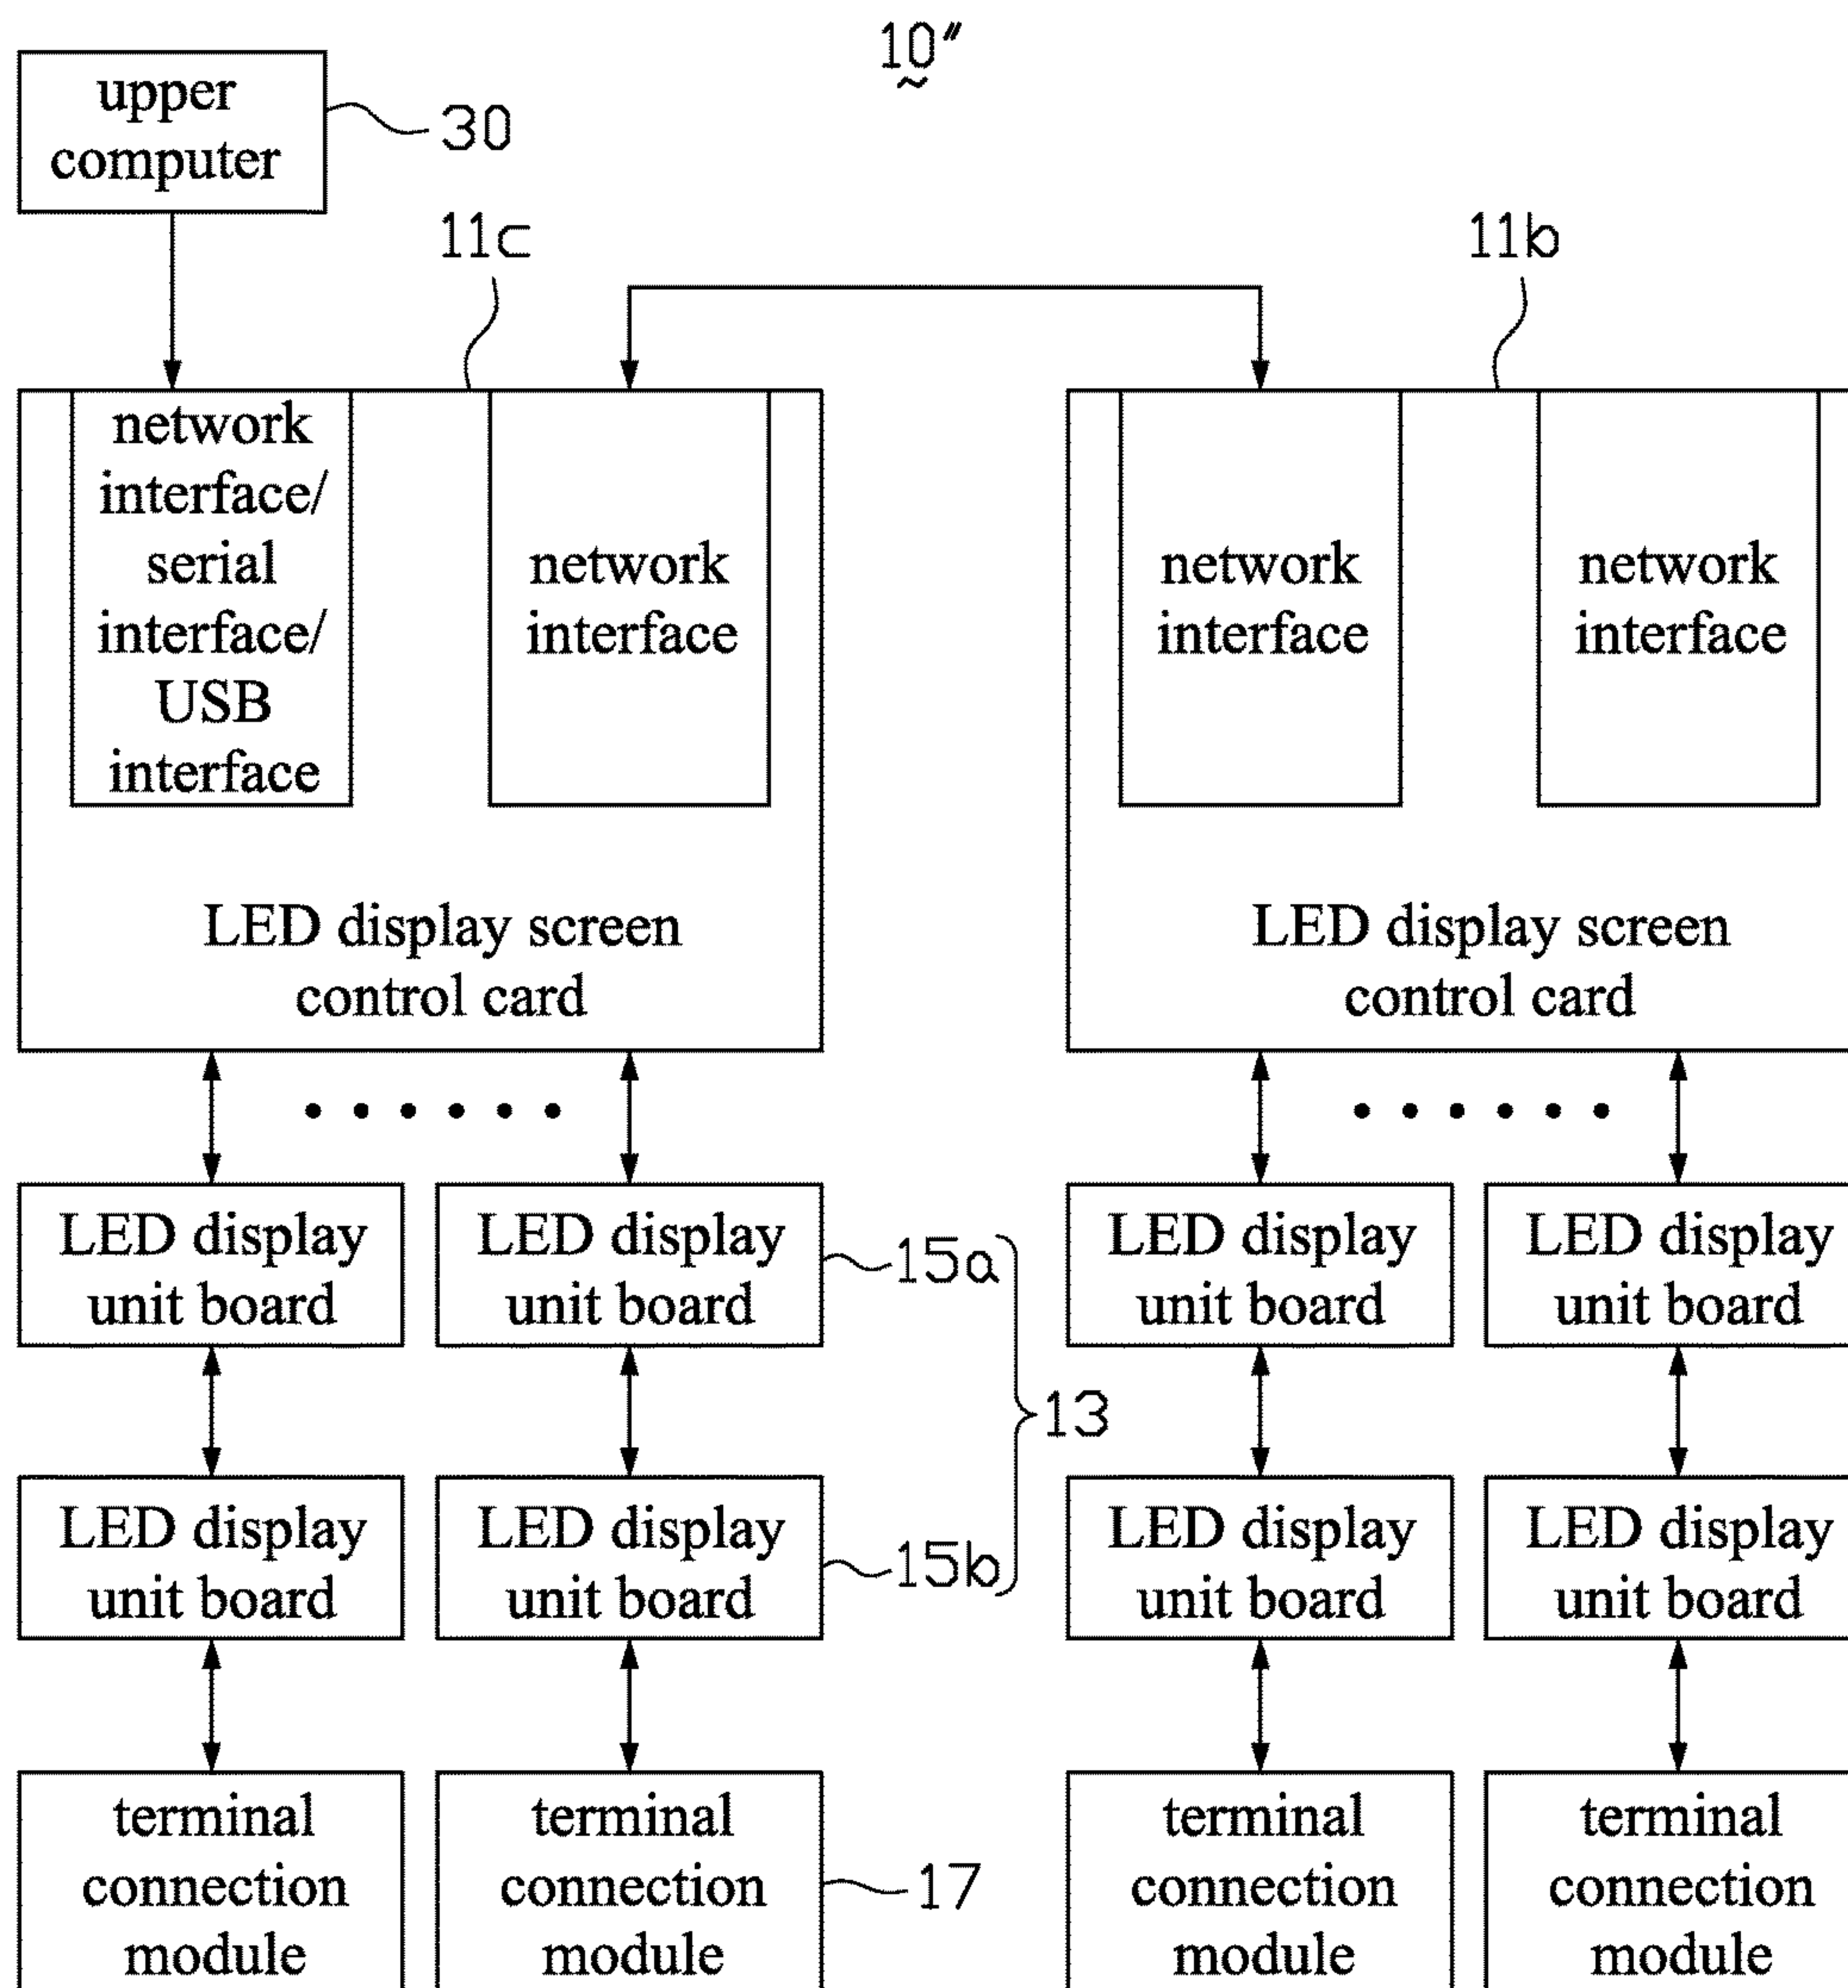 10″
upper
computer
30
11c
11b
network
interface/
serial
interface/
USB
interface
network
interface
network
interface
network
interface
LED display screen
control card
LED display screen
control card
LED display
unit board
LED display
unit board
15a
LED display
unit board
LED display
unit board
13
LED display
unit board
LED display
unit board
15b
LED display
unit board
LED display
unit board
terminal
connection
module
terminal
connection
module
17
terminal
connection
module
terminal
connection
module